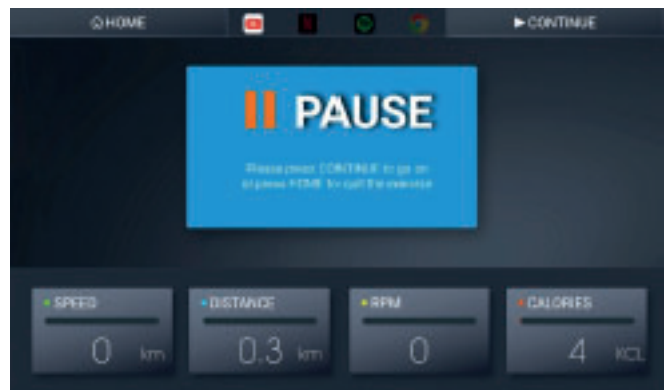 HOME
CONTINUE
PAUSE
Please press CONTINUE to go on
or press HOME to quit the exercise
SPEED
DISTANCE
RPM
CALORIES
0 km
0.3 km
0
4 KCL